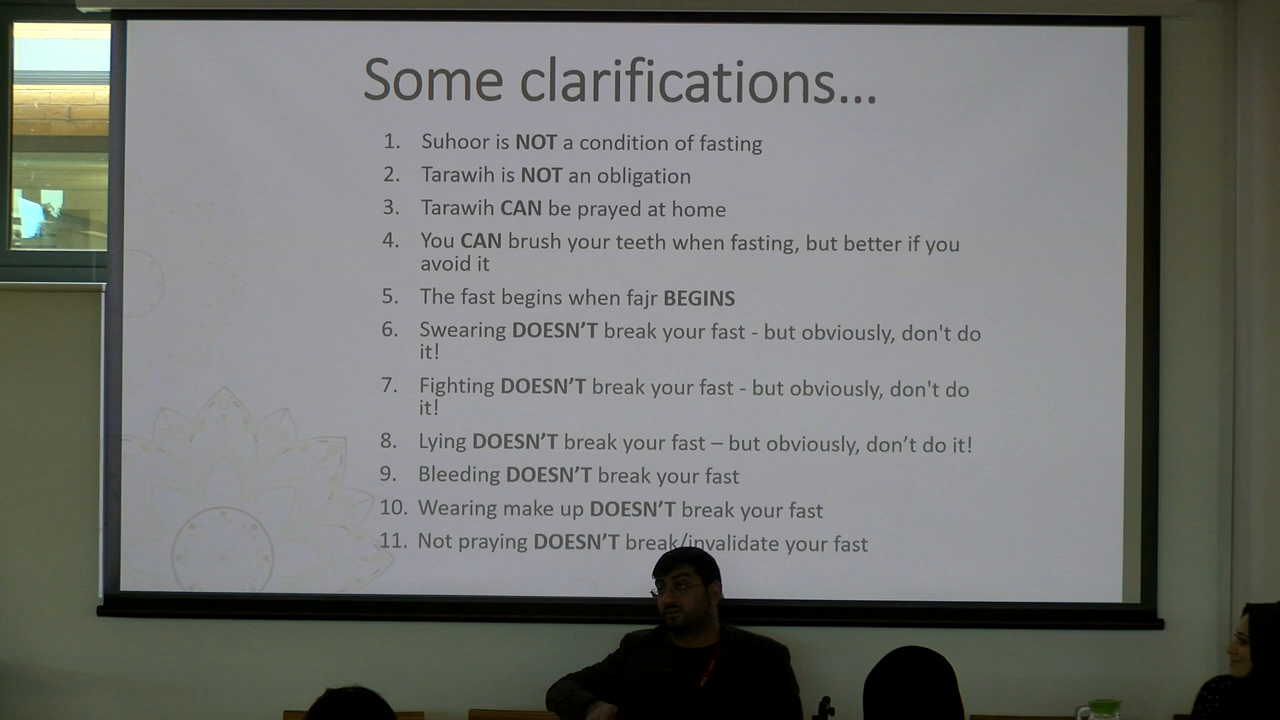 Some clarifications...
1. Suhoor is NOT a condition of fasting
2. Tarawih is NOT an obligation
3. Tarawih CAN be prayed at home
4. You CAN brush your teeth when fasting, but better if you
avoid it
5. The fast begins when fajr BEGINS
6. Swearing DOESN’T break your fast - but obviously, don't do
it!
7. Fighting DOESN’T break your fast - but obviously, don't do
it!
8. Lying DOESN’T break your fast – but obviously, don’t do it!
9. Bleeding DOESN’T break your fast
10. Wearing make up DOESN’T break your fast
11. Not praying DOESN’T break/invalidate your fast